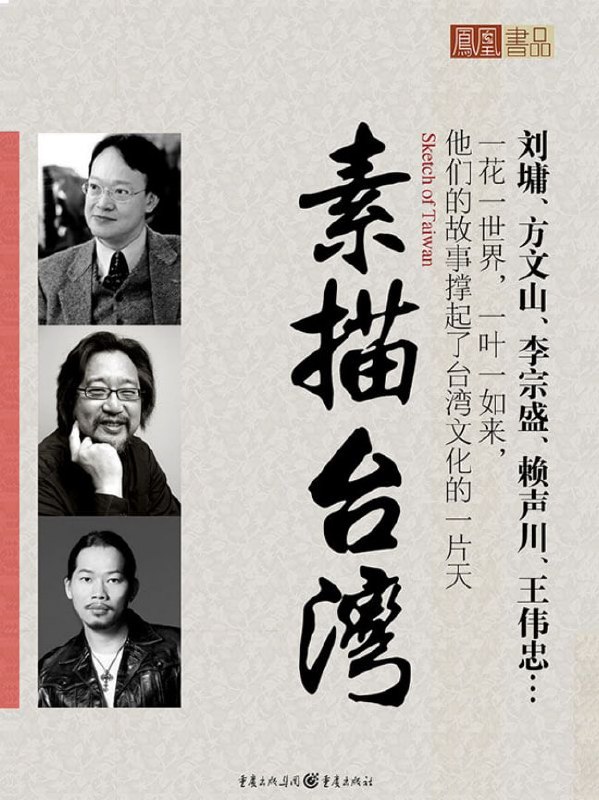 鳳凰書品
刘墉、方文山、李宗盛、赖声川、王伟忠…
一花一世界，一叶一如来，
他们的故事撑起了台湾文化的一片天
Sketch of Taiwan
素描台湾
重庆出版集团 重庆出版社